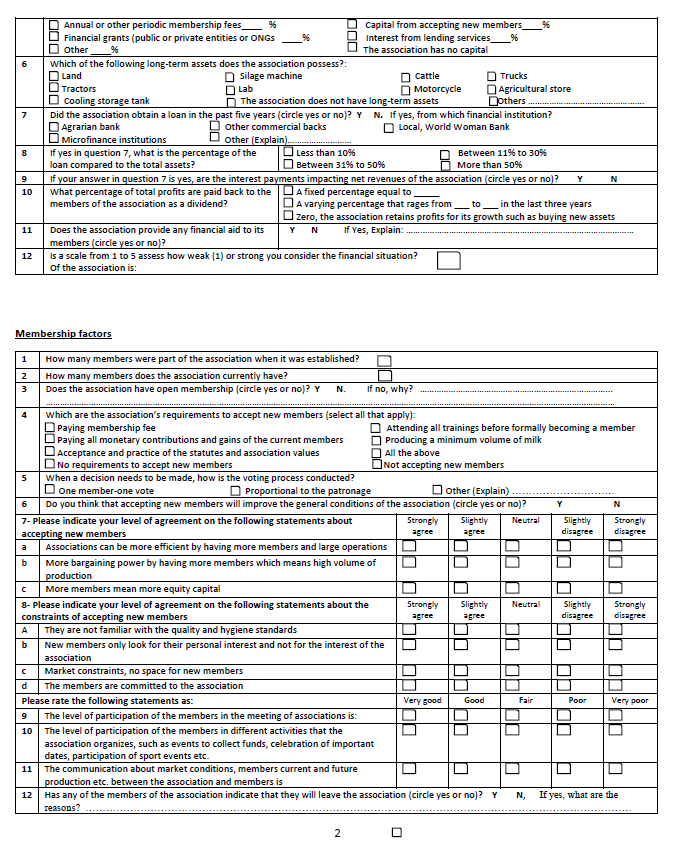 Annual or other periodic membership fees____ %
Capital from accepting new members____%
Financial grants (public or private entities or ONGs ____%
Interest from lending services____%
Other ____%
The association has no capital
6 Which of the following long-term assets does the association possess?:
Land Silage machine Cattle Trucks
Tractors Lab Motorcycle Agricultural store
Cooling storage tank The association does not have long-term assets Others ...............................................
7 Did the association obtain a loan in the past five years (circle yes or no)? Y N. If yes, from which financial institution?
Agrarian bank Other commercial backs Local, World Woman Bank
Microfinance institutions Other (Explain)..........................
8 If yes in question 7, what is the percentage of the Less than 10% Between 11% to 30%
loan compared to the total assets? Between 31% to 50% More than 50%
9 If your answer in question 7 is yes, are the interest payments impacting net revenues of the association (circle yes or no)? Y N
10 What percentage of total profits are paid back to the A fixed percentage equal to _____
members of the association as a dividend? A varying percentage that rages from ___ to ___ in the last three years
Zero, the association retains profits for its growth such as buying new assets
11 Does the association provide any financial aid to its Y N If Yes, Explain: ................................................................
members (circle yes or no)?
12 Is a scale from 1 to 5 assess how weak (1) or strong you consider the financial situation?
Of the association is:
Membership factors
1 How many members were part of the association when it was established?
2 How many members does the association currently have?
3 Does the association have open membership (circle yes or no)? Y N. If no, why? ................................................................
................................................................
4 Which are the association's requirements to accept new members (select all that apply):
Paying membership fee Attending all trainings before formally becoming a member
Paying all monetary contributions and gains of the current members Producing a minimum volume of milk
Acceptance and practice of the statutes and association values All the above
No requirements to accept new members Not accepting new members
5 When a decision needs to be made, how is the voting process conducted?
One member-one vote Proportional to the patronage Other (Explain) ................................
6 Do you think that accepting new members will improve the general conditions of the association (circle yes or no)? Y N
7- Please indicate your level of agreement on the following statements about Strongly Slightly Neutral Slightly Strongly
accepting new members agree agree disagree disagree
a Associations can be more efficient by having more members and large operations
b More bargaining power by having more members which means high volume of
production
c More members mean more equity capital
8- Please indicate your level of agreement on the following statements about the Strongly Slightly Neutral Slightly Strongly
constraints of accepting new members agree agree disagree disagree
A They are not familiar with the quality and hygiene standards
b New members only look for their personal interest and not for the interest of the
association
c Market constraints, no space for new members
d The members are committed to the association
Please rate the following statements as: Very good Good Fair Poor Very poor
9 The level of participation of the members in the meeting of associations is:
10 The level of participation of the members in different activities that the
association organizes, such as events to collect funds, celebration of important
dates, participation of sport events etc.
11 The communication about market conditions, members current and future
production etc. between the association and members is
12 Has any of the members of the association indicate that they will leave the association (circle yes or no)? Y N, If yes, what are the
reasons? ................................................................
2